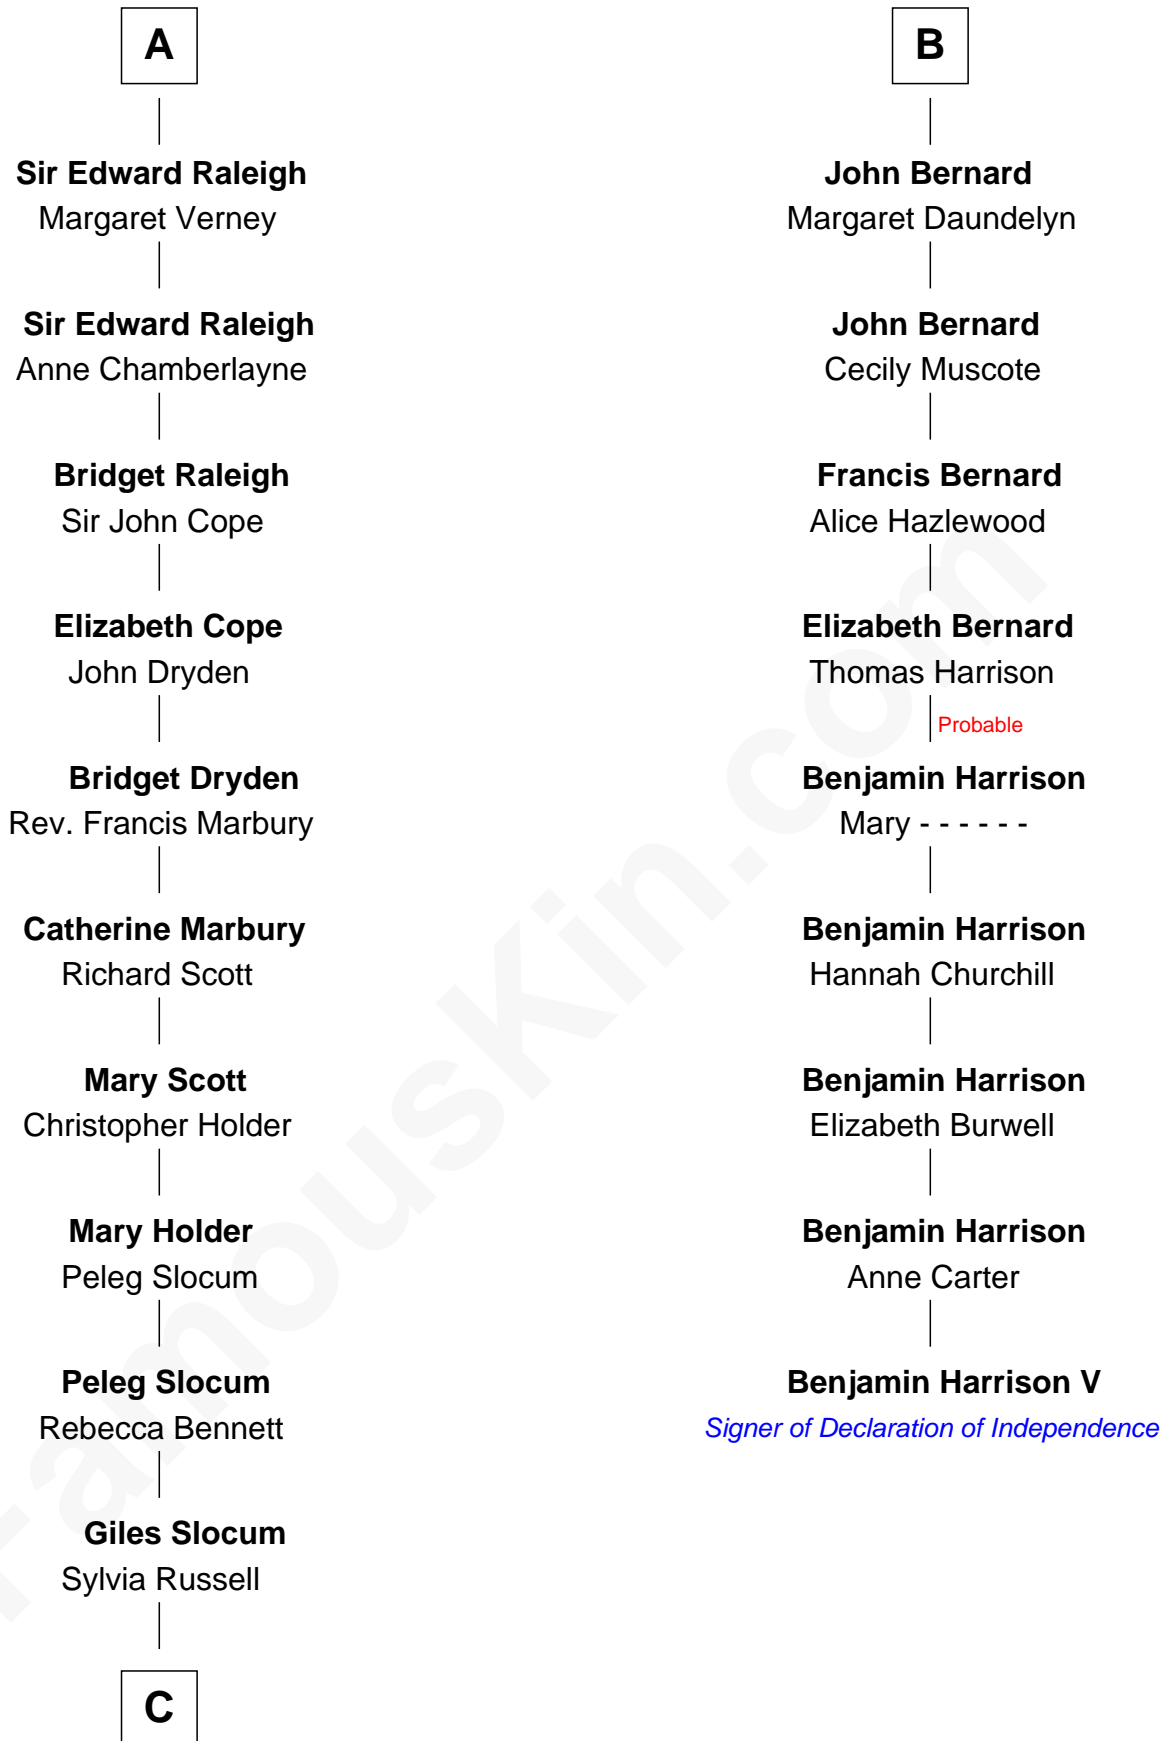 A
Sir Edward Raleigh
Margaret Verney
Sir Edward Raleigh
Anne Chamberlayne
Bridget Raleigh
Sir John Cope
Elizabeth Cope
John Dryden
Bridget Dryden
Rev. Francis Marbury
Catherine Marbury
Richard Scott
Mary Scott
Christopher Holder
Mary Holder
Peleg Slocum
Peleg Slocum
Rebecca Bennett
Giles Slocum
Sylvia Russell
C
B
John Bernard
Margaret Daundelyn
John Bernard
Cecily Muscote
Francis Bernard
Alice Hazlewood
Elizabeth Bernard
Thomas Harrison
Probable
Benjamin Harrison
Mary - - - - - -
Benjamin Harrison
Hannah Churchill
Benjamin Harrison
Elizabeth Burwell
Benjamin Harrison
Anne Carter
Benjamin Harrison V
Signer of Declaration of Independence
FamousKin.com